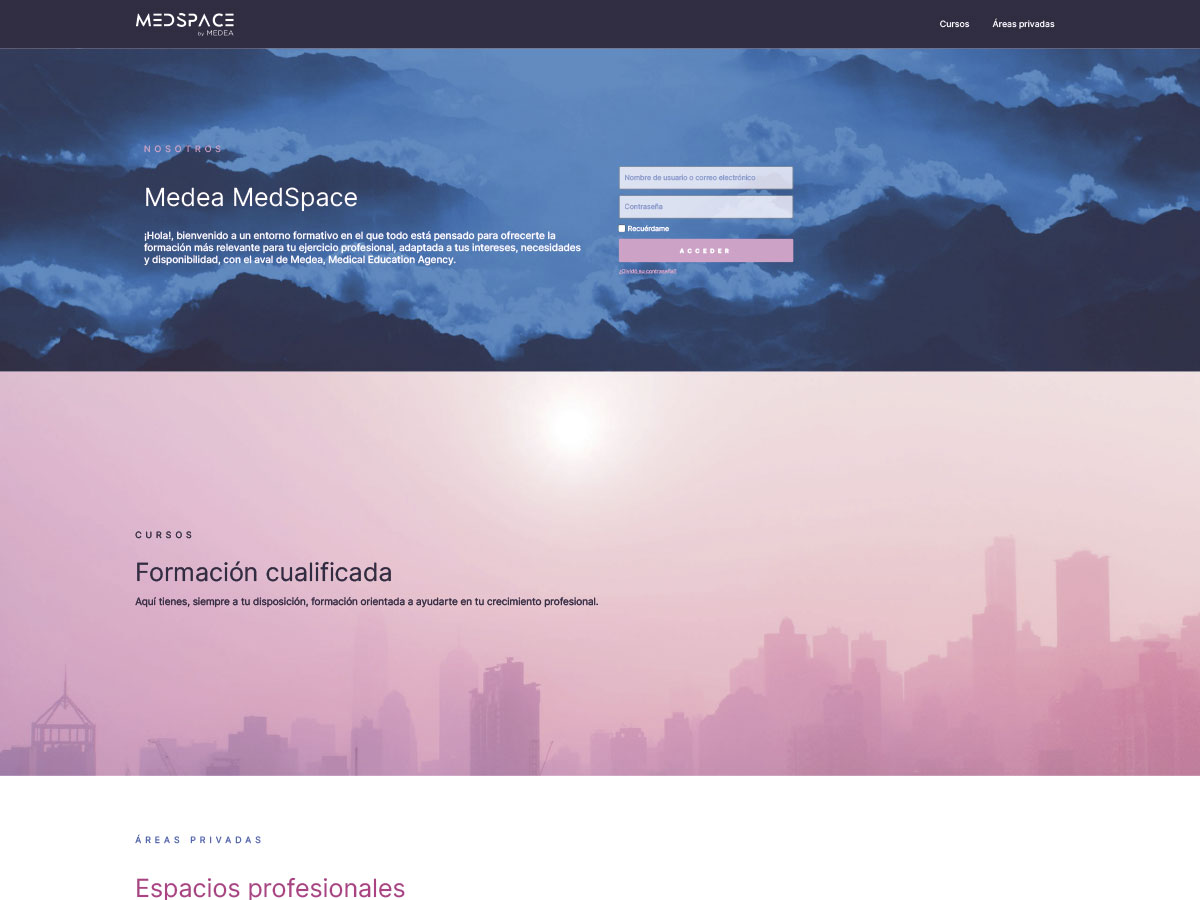 MEDSPACE
by MEDEA
Cursos
Áreas privadas
NOSOTROS
Medea MedSpace
¡Hola!, bienvenido a un entorno formativo en el que todo está pensado para ofrecerte la
formación más relevante para tu ejercicio profesional, adaptada a tus intereses, necesidades
y disponibilidad, con el aval de Medea, Medical Education Agency.
Nombre de usuario o correo electrónico
Contraseña
Recuérdame
ACCEDER
¿Olvidó su contraseña?
CURSOS
Formación cualificada
Aquí tienes, siempre a tu disposición, formación orientada a ayudarte en tu crecimiento profesional.
ÁREAS PRIVADAS
Espacios profesionales